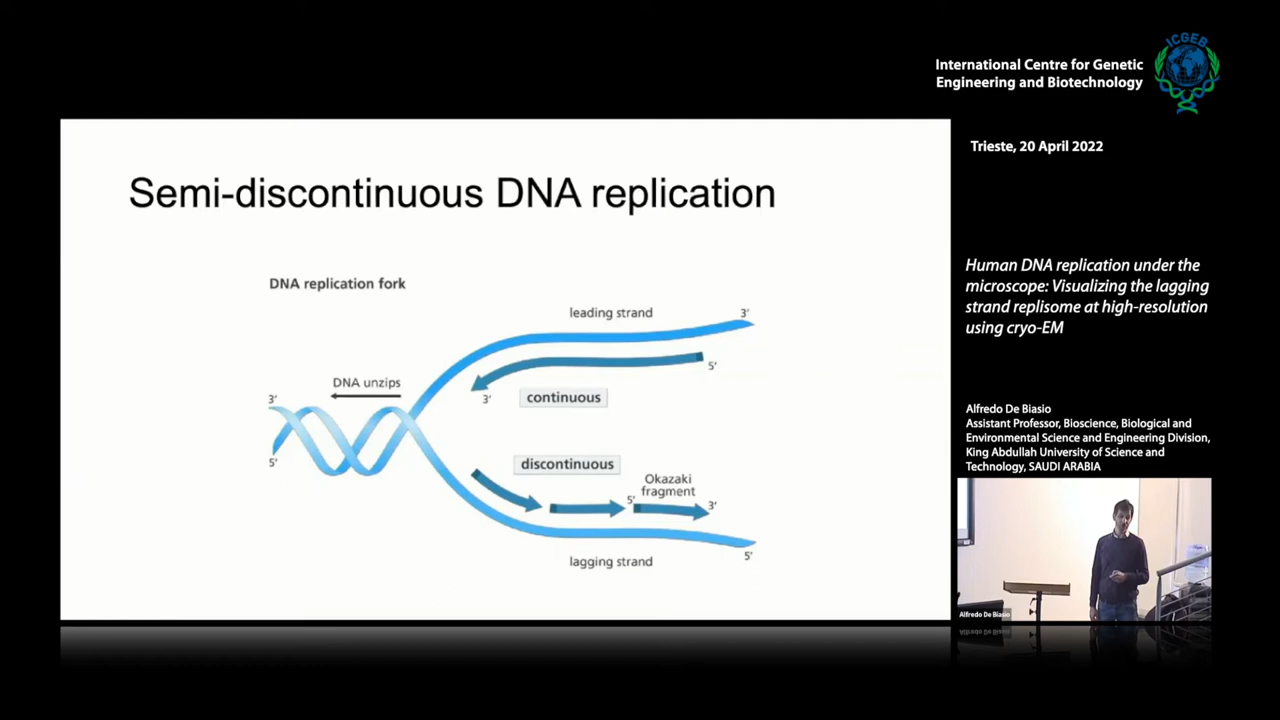 ICGEB
International Centre for Genetic
Engineering and Biotechnology
Trieste, 20 April 2022
Semi-discontinuous DNA replication
DNA replication fork
leading strand
3'
DNA unzips
5'
3'
3'
continuous
5'
discontinuous
Okazaki
fragment
5'
3'
lagging strand
5'
Human DNA replication under the
microscope: Visualizing the lagging
strand replisome at high-resolution
using cryo-EM
Alfredo De Biasio
Assistant Professor, Bioscience, Biological and
Environmental Science and Engineering Division,
King Abdullah University of Science and
Technology, SAUDI ARABIA
Alfredo De Biasio